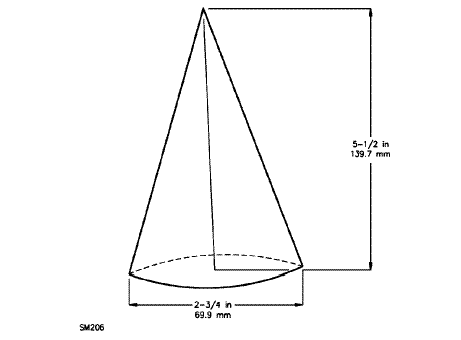 5-1/2 in
139.7 mm
2-3/4 in
69.9 mm
SM206